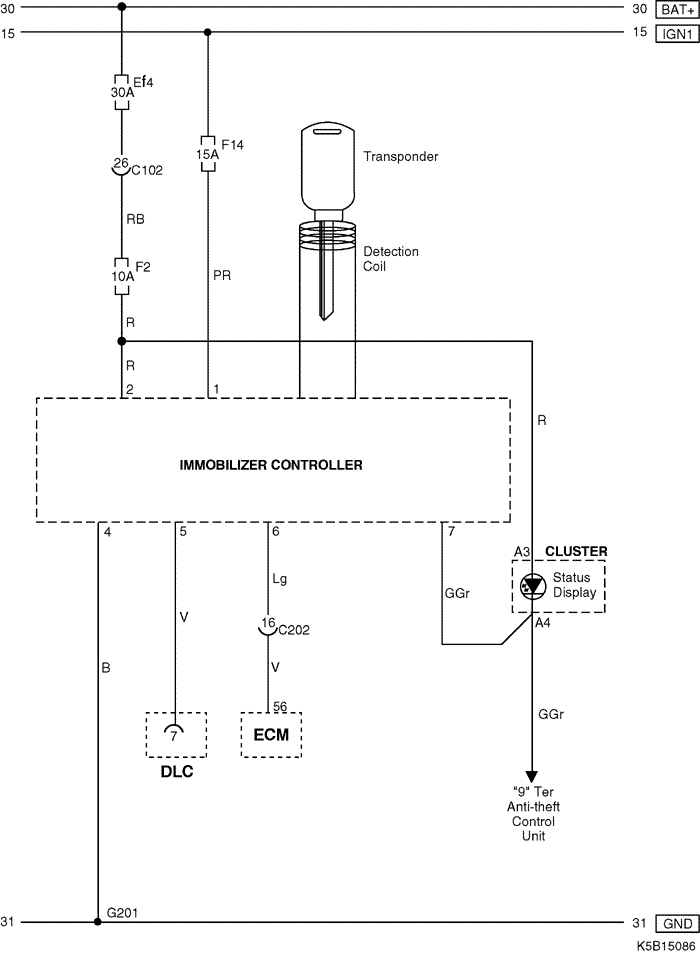 30
30 BAT+
15
15 IGN1
Ef4
30A
F14
15A
Transponder
26
C102
RB
Detection
Coil
F2
10A
PR
R
R
2
1
R
IMMOBILIZER CONTROLLER
4
5
6
7
A3
CLUSTER
Lg
Status
Display
GGr
V
16
C202
A4
B
V
56
GGr
7
ECM
DLC
"9" Ter
Anti-theft
Control
Unit
G201
31
31 GND
K5B15086